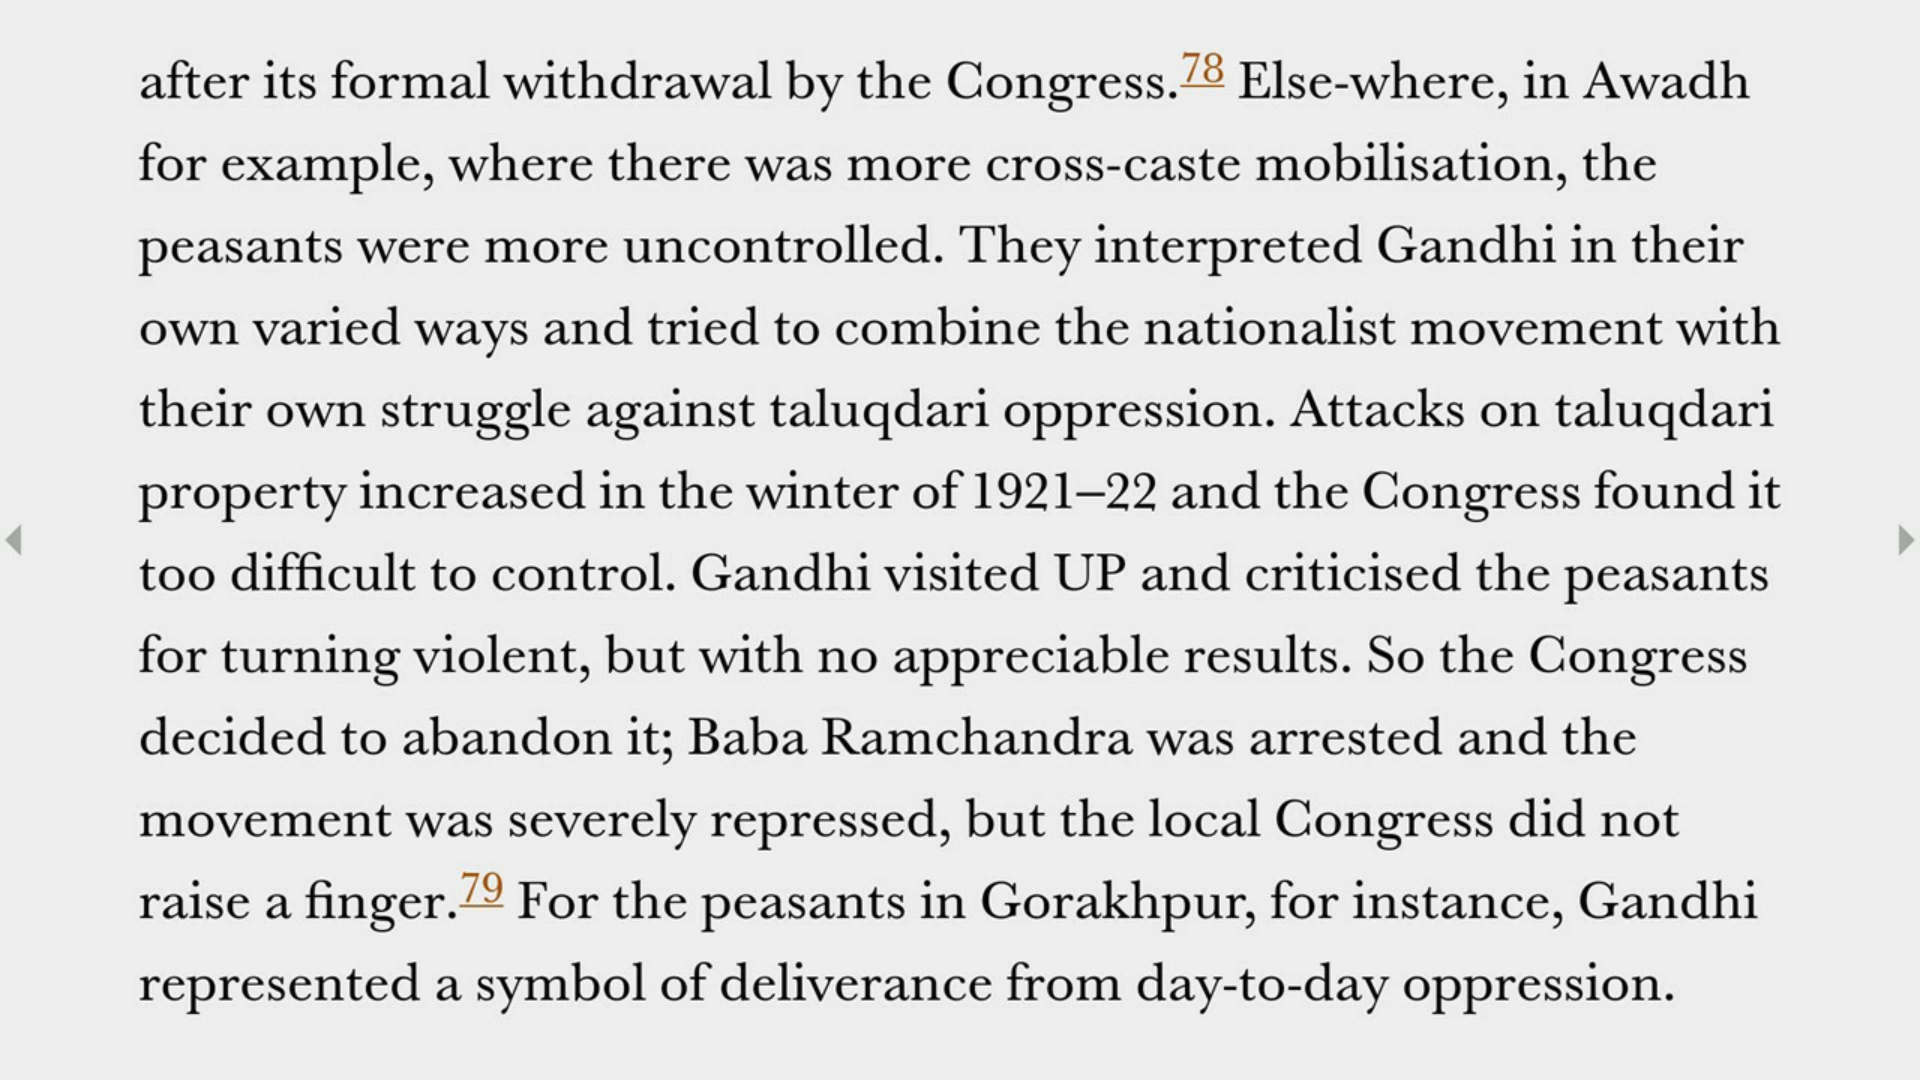 after its formal withdrawal by the Congress.78 Else-where, in Awadh
for example, where there was more cross-caste mobilisation, the
peasants were more uncontrolled. They interpreted Gandhi in their
own varied ways and tried to combine the nationalist movement with
their own struggle against taluqdari oppression. Attacks on taluqdari
property increased in the winter of 1921–22 and the Congress found it
too difficult to control. Gandhi visited UP and criticised the peasants
for turning violent, but with no appreciable results. So the Congress
decided to abandon it; Baba Ramchandra was arrested and the
movement was severely repressed, but the local Congress did not
raise a finger.79 For the peasants in Gorakhpur, for instance, Gandhi
represented a symbol of deliverance from day-to-day oppression.